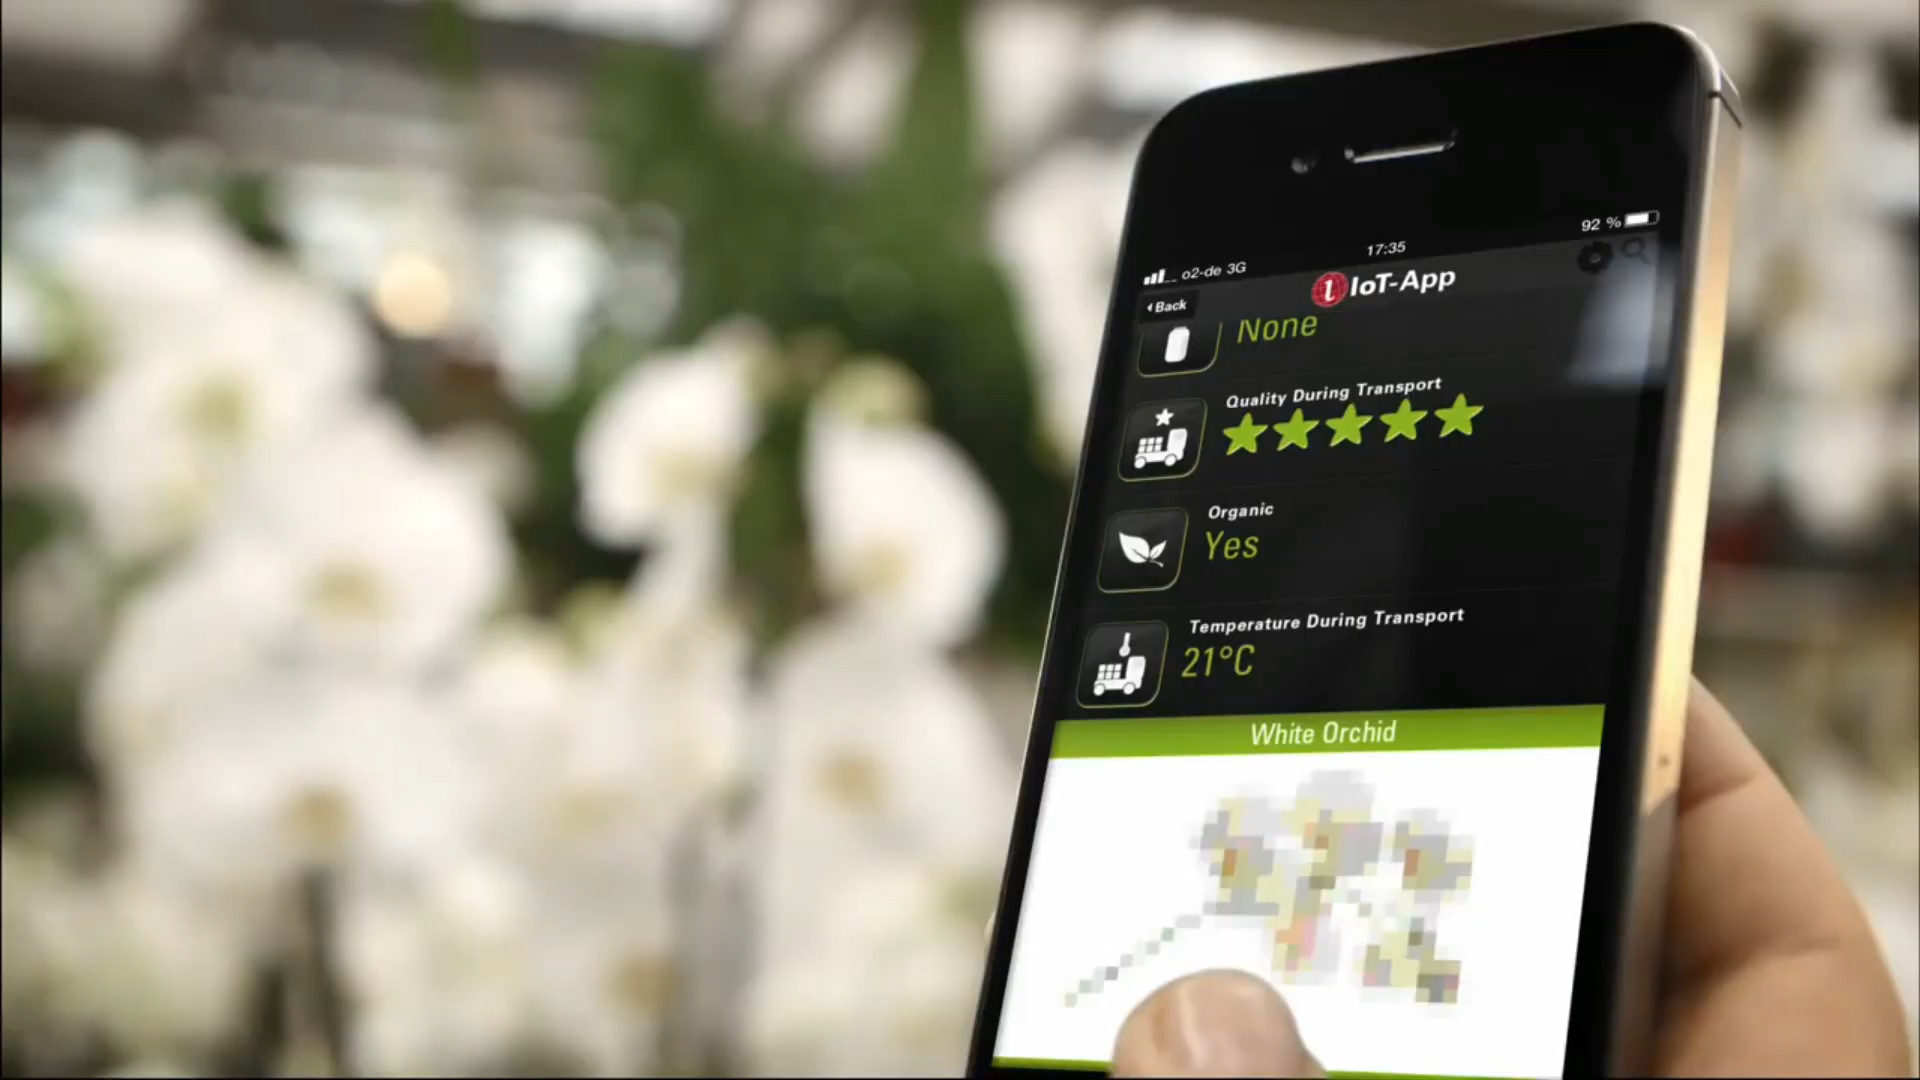 92 %
17:35
o2-de 3G
IoT-App
Back
None
Quality During Transport
Organic
Yes
Temperature During Transport
21°C
White Orchid